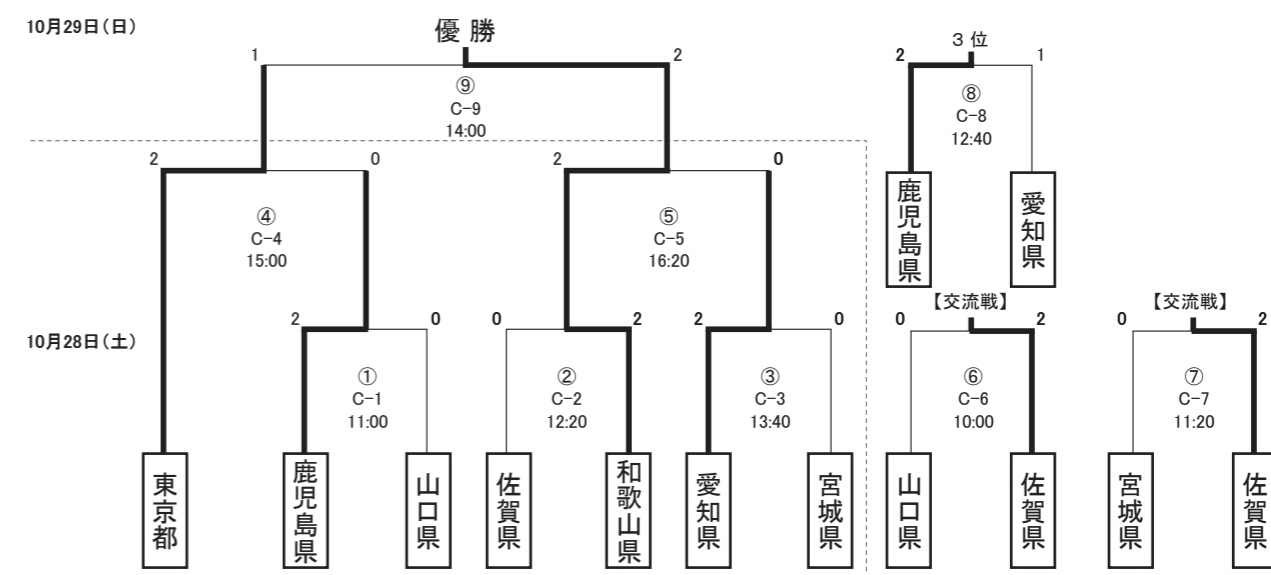 10月29日（日）
優 勝
1
2
⑨
C-9
14:00
3 位
2
1
⑧
C-8
12:40
鹿児島県
愛知県
2
0
④
C-4
15:00
2
0
⑤
C-5
16:20
10月28日（土）
2
0
①
C-1
11:00
0
2
②
C-2
12:20
2
0
③
C-3
13:40
【交流戦】
0
2
⑥
C-6
10:00
【交流戦】
0
2
⑦
C-7
11:20
東京都
鹿児島県
山口県
佐賀県
和歌山県
愛知県
宮城県
山口県
佐賀県
宮城県
佐賀県